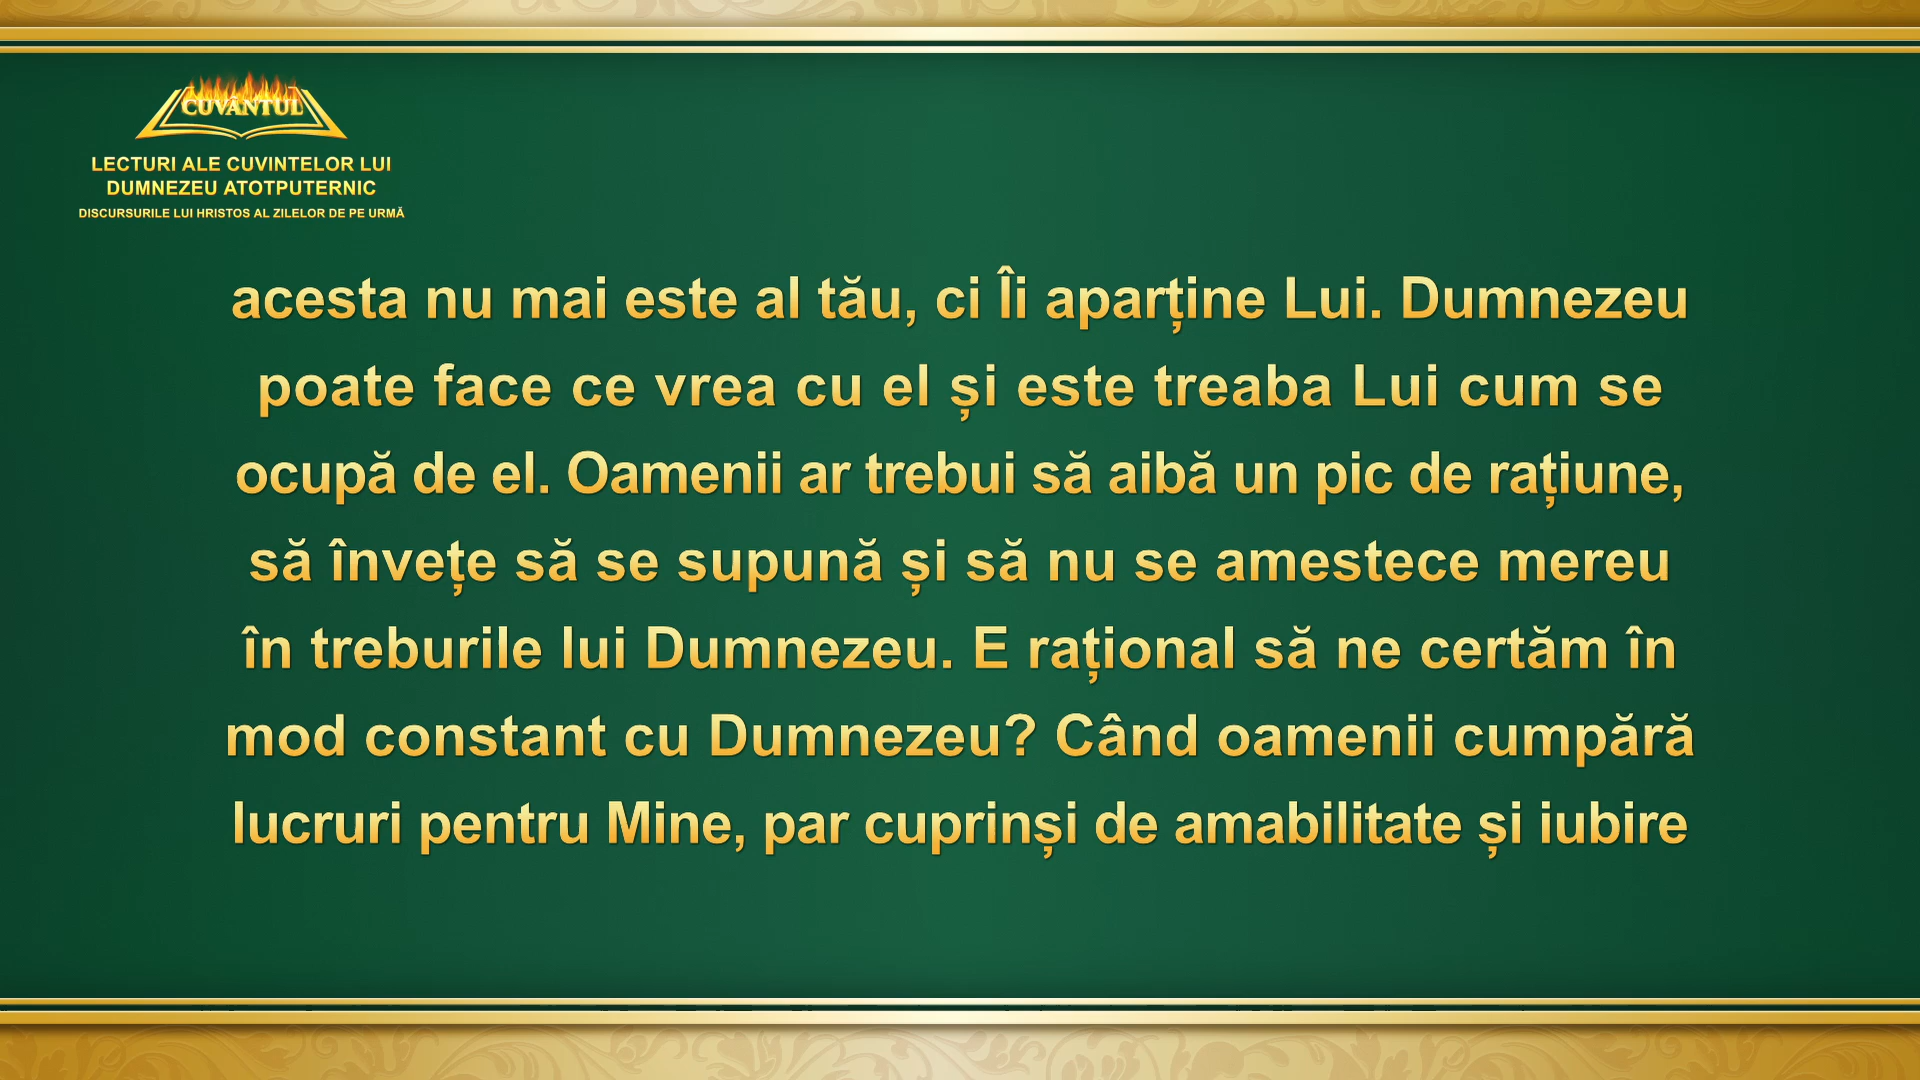 CUVÂNTUL
LECTURI ALE CUVINTELOR LUI
DUMNEZEU ATOTPUTERNIC
DISCURSURILE LUI HRISTOS AL ZILELOR DE PE URMĂ
acesta nu mai este al tău, ci Îi aparține Lui. Dumnezeu
poate face ce vrea cu el și este treaba Lui cum se
ocupă de el. Oamenii ar trebui să aibă un pic de rațiune,
să învețe să se supună și să nu se amestece mereu
în treburile lui Dumnezeu. E rațional să ne certăm în
mod constant cu Dumnezeu? Când oamenii cumpără
lucruri pentru Mine, par cuprinși de amabilitate și iubire